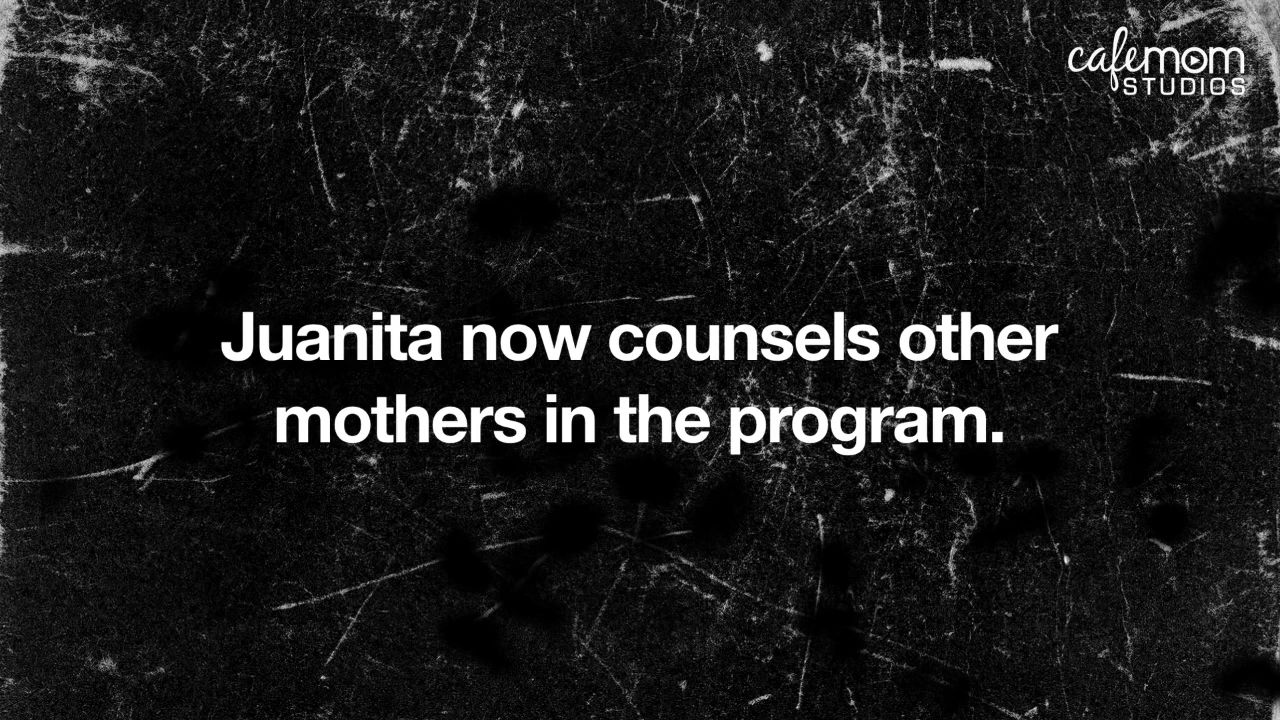 cafemom
STUDIOS
Juanita now counsels other
mothers in the program.